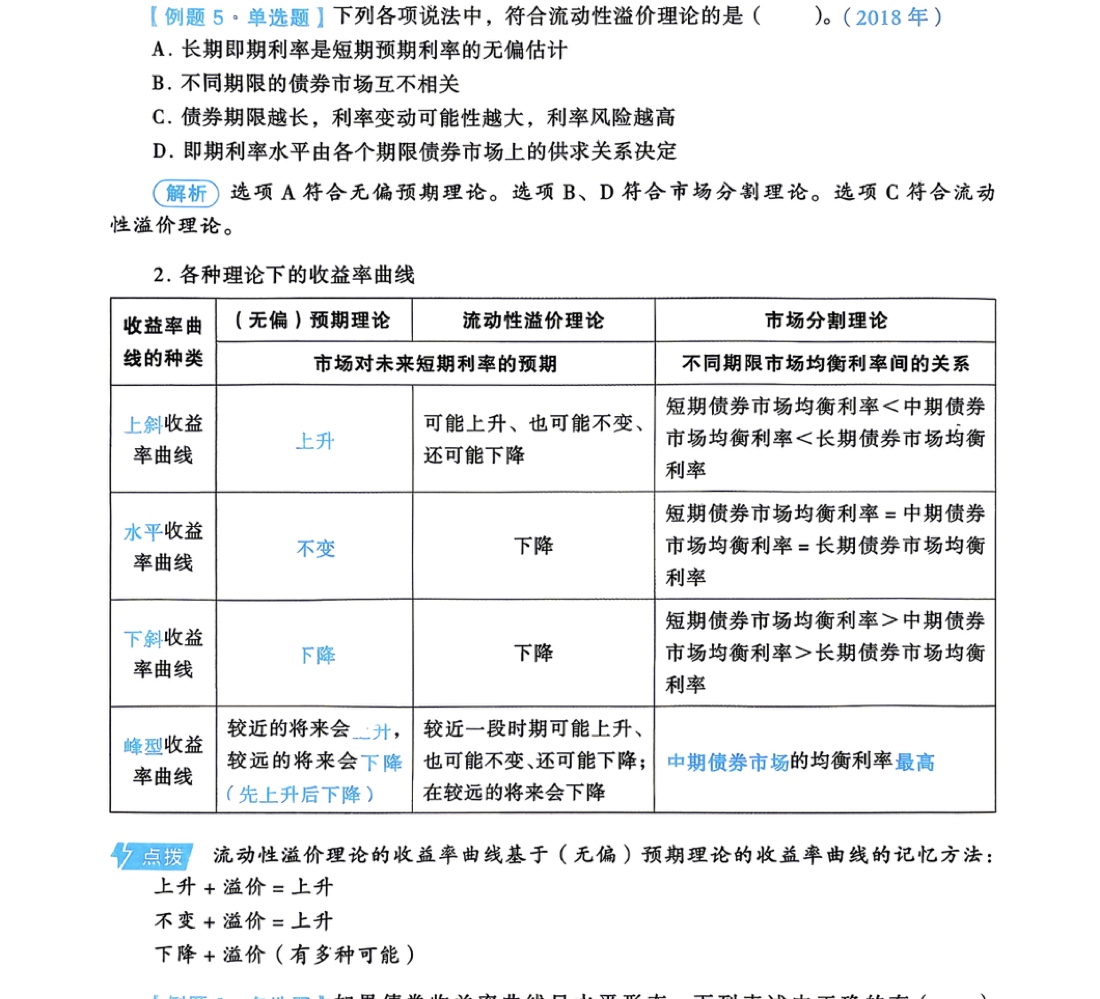 【例题 5·单选题】下列各项说法中，符合流动性溢价理论的是（　　）。（2018 年）
A. 长期即期利率是短期预期利率的无偏估计
B. 不同期限的债券市场互不相关
C. 债券期限越长，利率变动可能性越大，利率风险越高
D. 即期利率水平由各个期限债券市场上的供求关系决定
解析 选项 A 符合无偏预期理论。选项 B、D 符合市场分割理论。选项 C 符合流动
性溢价理论。
2. 各种理论下的收益率曲线
收益率曲
线的种类
（无偏）预期理论
流动性溢价理论
市场分割理论
市场对未来短期利率的预期
不同期限市场均衡利率间的关系
上斜收益
率曲线
上升
可能上升、也可能不变、
还可能下降
短期债券市场均衡利率＜中期债券
市场均衡利率＜长期债券市场均衡
利率
水平收益
率曲线
不变
下降
短期债券市场均衡利率＝中期债券
市场均衡利率＝长期债券市场均衡
利率
下斜收益
率曲线
下降
下降
短期债券市场均衡利率＞中期债券
市场均衡利率＞长期债券市场均衡
利率
峰型收益
率曲线
较近的将来会上升，
较远的将来会下降
（先上升后下降）
较近一段时期可能上升、
也可能不变、还可能下降；
在较远的将来会下降
中期债券市场的均衡利率最高
点拨 流动性溢价理论的收益率曲线基于（无偏）预期理论的收益率曲线的记忆方法：
上升＋溢价＝上升
不变＋溢价＝上升
下降＋溢价（有多种可能）